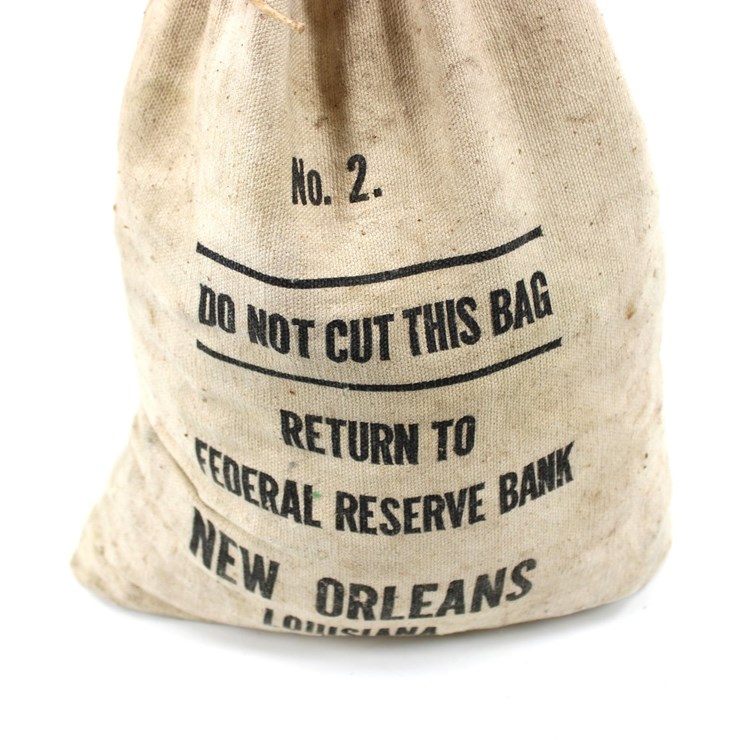 No. 2.
DO NOT CUT THIS BAG
RETURN TO
FEDERAL RESERVE BANK
NEW ORLEANS
LOUISIANA